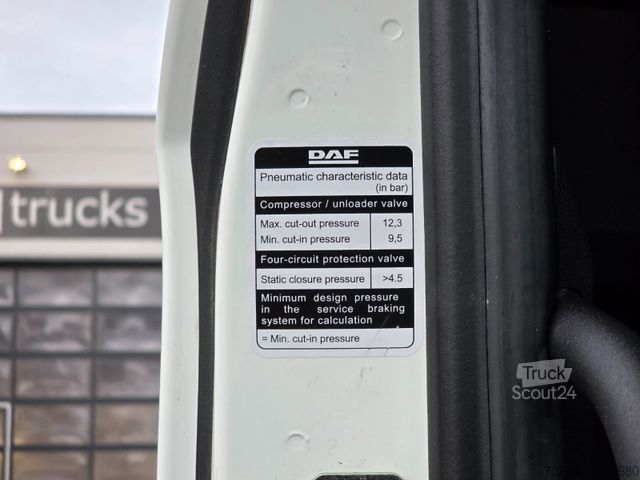 DAF
Pneumatic characteristic data
(in bar)
Compressor / unloader valve
Max. cut-out pressure 12,3
Min. cut-in pressure 9,5
Four-circuit protection valve
Static closure pressure >4.5
Minimum design pressure
in the service braking
system for calculation
= Min. cut-in pressure
trucks
Truck
Scout24